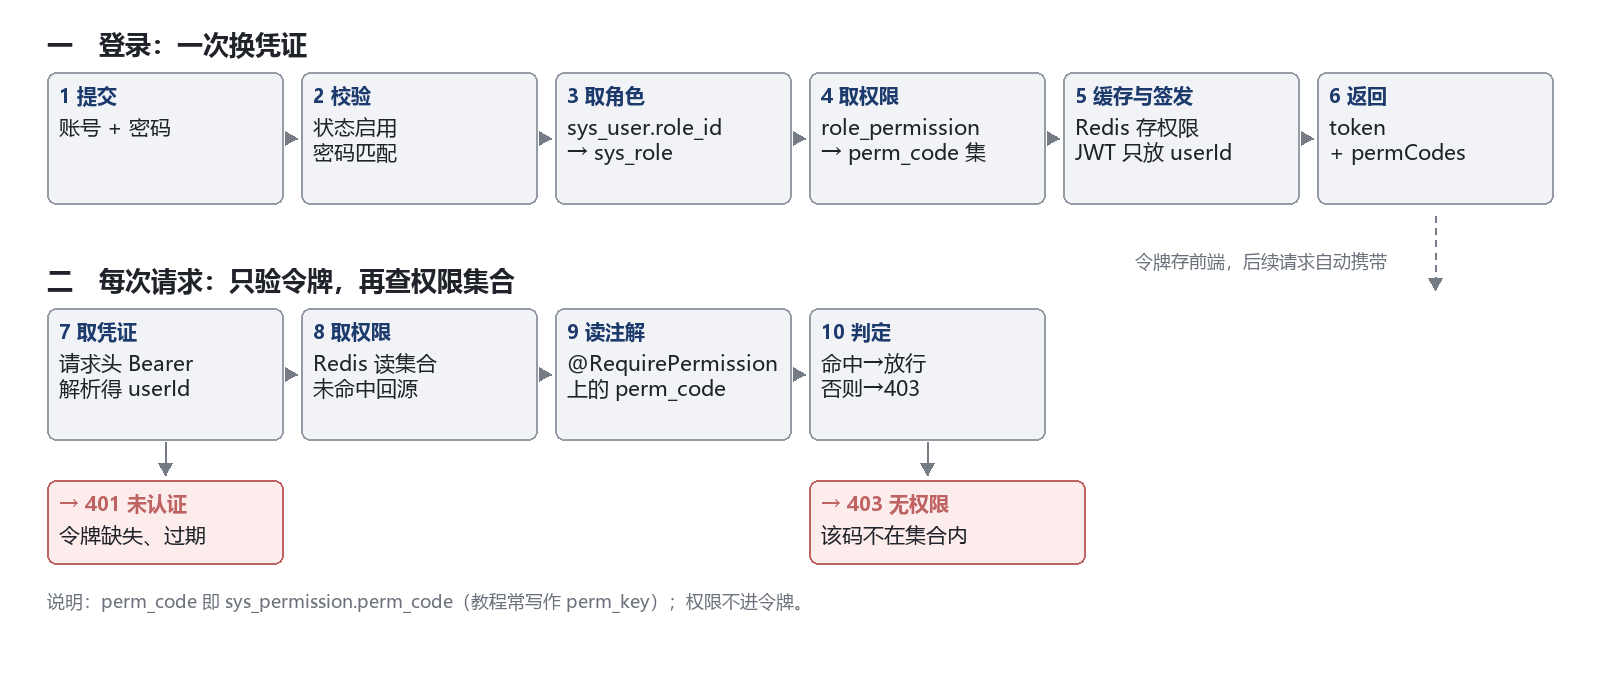 一 登录：一次换凭证
1 提交
账号 + 密码
2 校验
状态启用
密码匹配
3 取角色
sys_user.role_id
→ sys_role
4 取权限
role_permission
→ perm_code 集
5 缓存与签发
Redis 存权限
JWT 只放 userId
6 返回
token
+ permCodes
令牌存前端，后续请求自动携带
二 每次请求：只验令牌，再查权限集合
7 取凭证
请求头 Bearer
解析得 userId
8 取权限
Redis 读集合
未命中回源
9 读注解
@RequirePermission
上的 perm_code
10 判定
命中→放行
否则→403
→ 401 未认证
令牌缺失、过期
→ 403 无权限
该码不在集合内
说明：perm_code 即 sys_permission.perm_code（教程常写作 perm_key）；权限不进令牌。